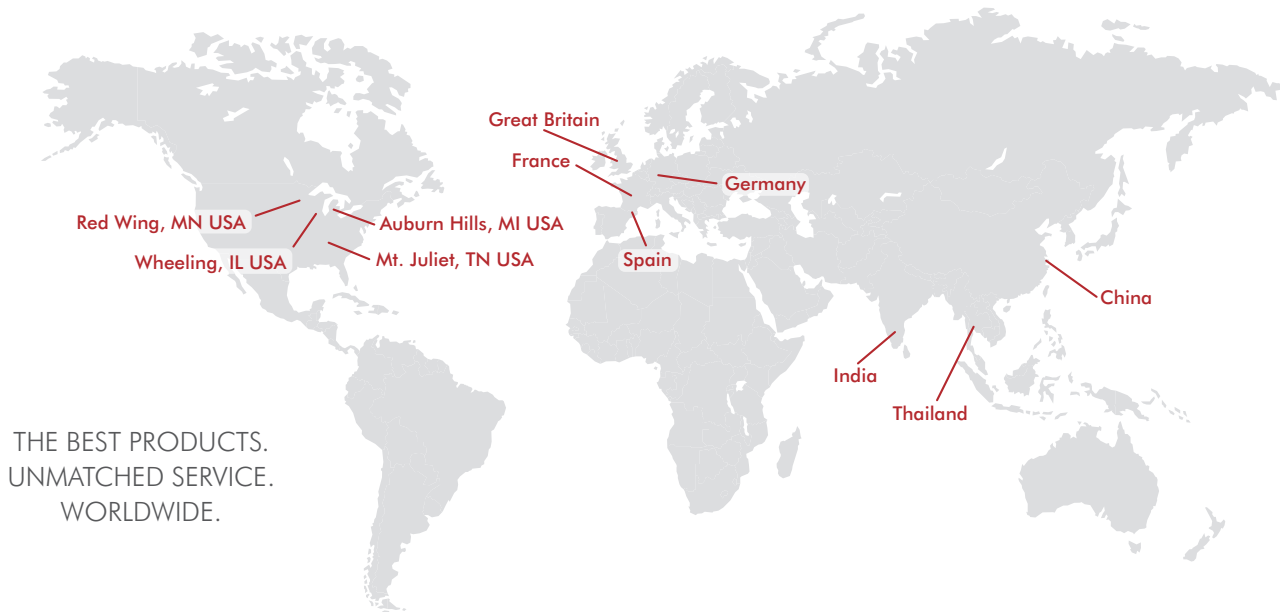 Great Britain
France
Germany
Red Wing, MN USA
Auburn Hills, MI USA
Wheeling, IL USA
Mt. Juliet, TN USA
Spain
China
India
Thailand
THE BEST PRODUCTS.
UNMATCHED SERVICE.
WORLDWIDE.